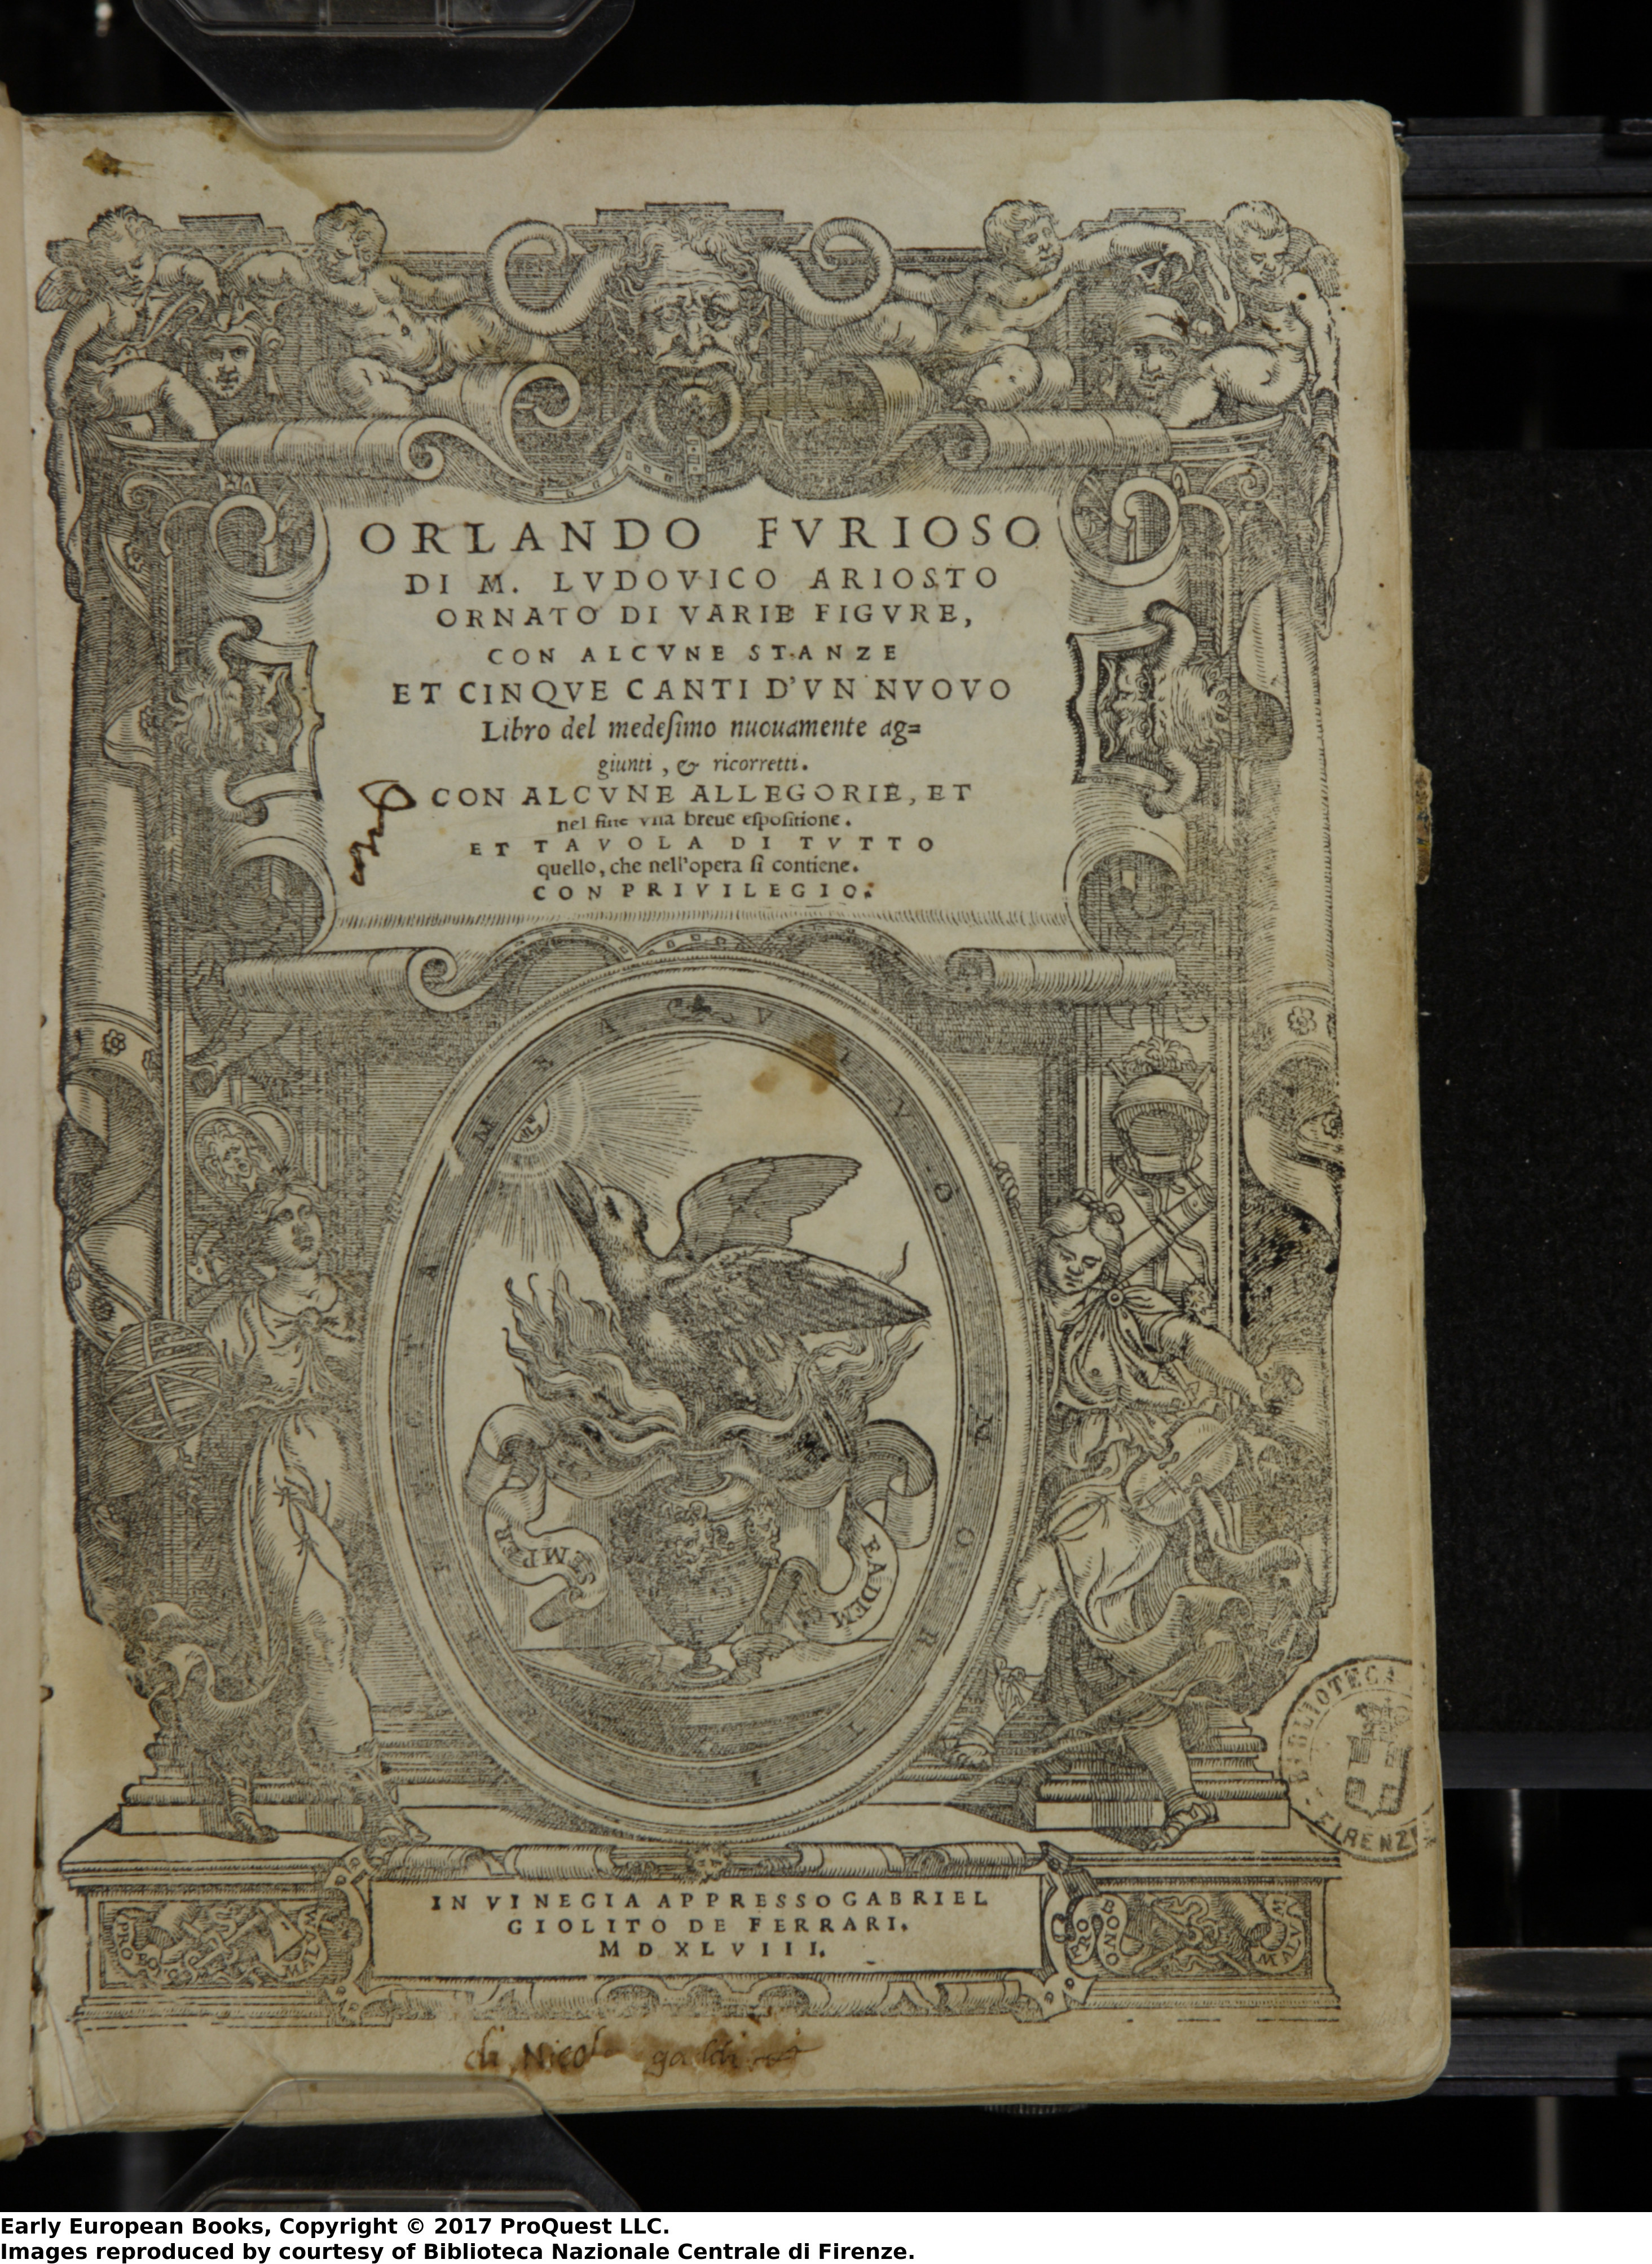 ORLANDO FVRIOSO
DI M. LVDOVICO ARIOSTO
ORNATO DI VARIE FIGVRE,
CON ALCVNE STANZE
ET CINQVE CANTI D'VN NVOVO
Libro del medeſimo nuouamente ag=
giunti, & ricorretti.
CON ALCVNE ALLEGORIE, ET
nel fine vna breue eſpoſitione.
ET TAVOLA DI TVTTO
quello, che nell'opera ſi contiene.
CON PRIVILEGIO.
SEMPER
EADEM
IN VINEGIA APPRESSO GABRIEL
GIOLITO DE FERRARI.
MDXLVIII.
PRO
BONO
MALVM
PRO
BONO
MALVM
BIBLIOTECA
FIRENZE
di Nicol
Early European Books, Copyright © 2017 ProQuest LLC.
Images reproduced by courtesy of Biblioteca Nazionale Centrale di Firenze.